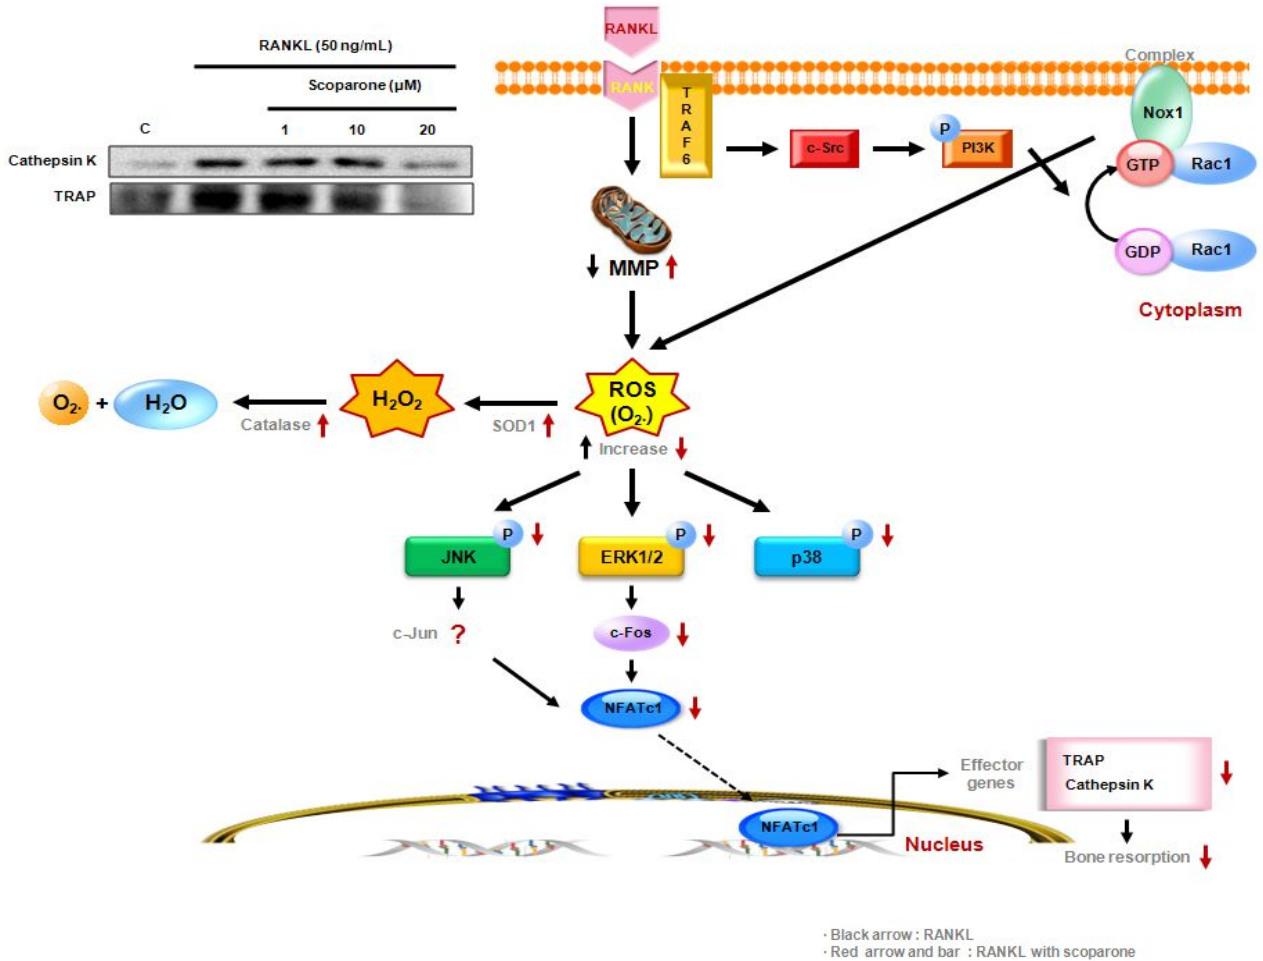 RANKL (50 ng/mL)
Scoparone (µM)
C 1 10 20
Cathepsin K
TRAP
RANKL
RANK
TRAF6
c-Src
P
PI3K
Complex
Nox1
GTP
Rac1
GDP
Rac1
Cytoplasm
MMP
ROS
(O₂.)
Increase
SOD1
H₂O₂
Catalase
H₂O
+
O₂.
JNK
P
ERK1/2
P
p38
P
c-Jun ?
c-Fos
NFATc1
NFATc1
Nucleus
Effector
genes
TRAP
Cathepsin K
Bone resorption
· Black arrow : RANKL
· Red arrow and bar : RANKL with scoparone